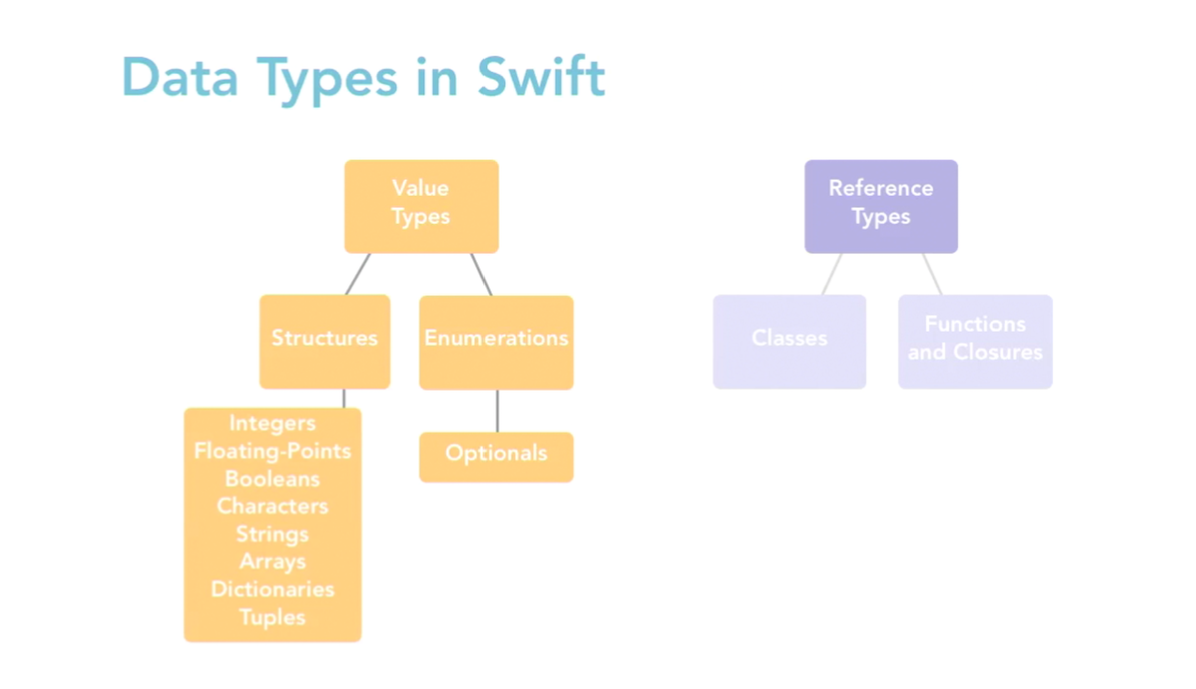 Data Types in Swift
Value
Types
Reference
Types
Structures
Enumerations
Classes
Functions
and Closures
Integers
Floating-Points
Booleans
Characters
Strings
Arrays
Dictionaries
Tuples
Optionals